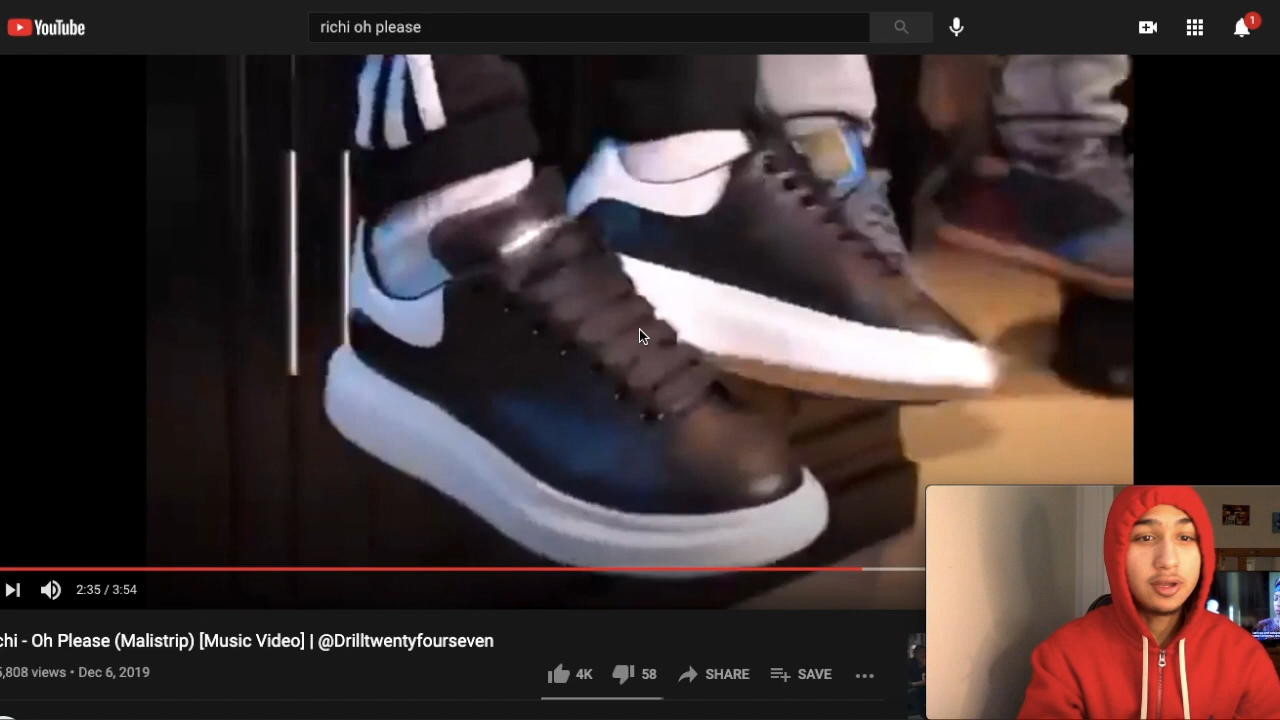 YouTube
richi oh please
1
2:35 / 3:54
chi - Oh Please (Malistrip) [Music Video] | @Drilltwentyfourseven
5,808 views • Dec 6, 2019
4K
58
SHARE
SAVE